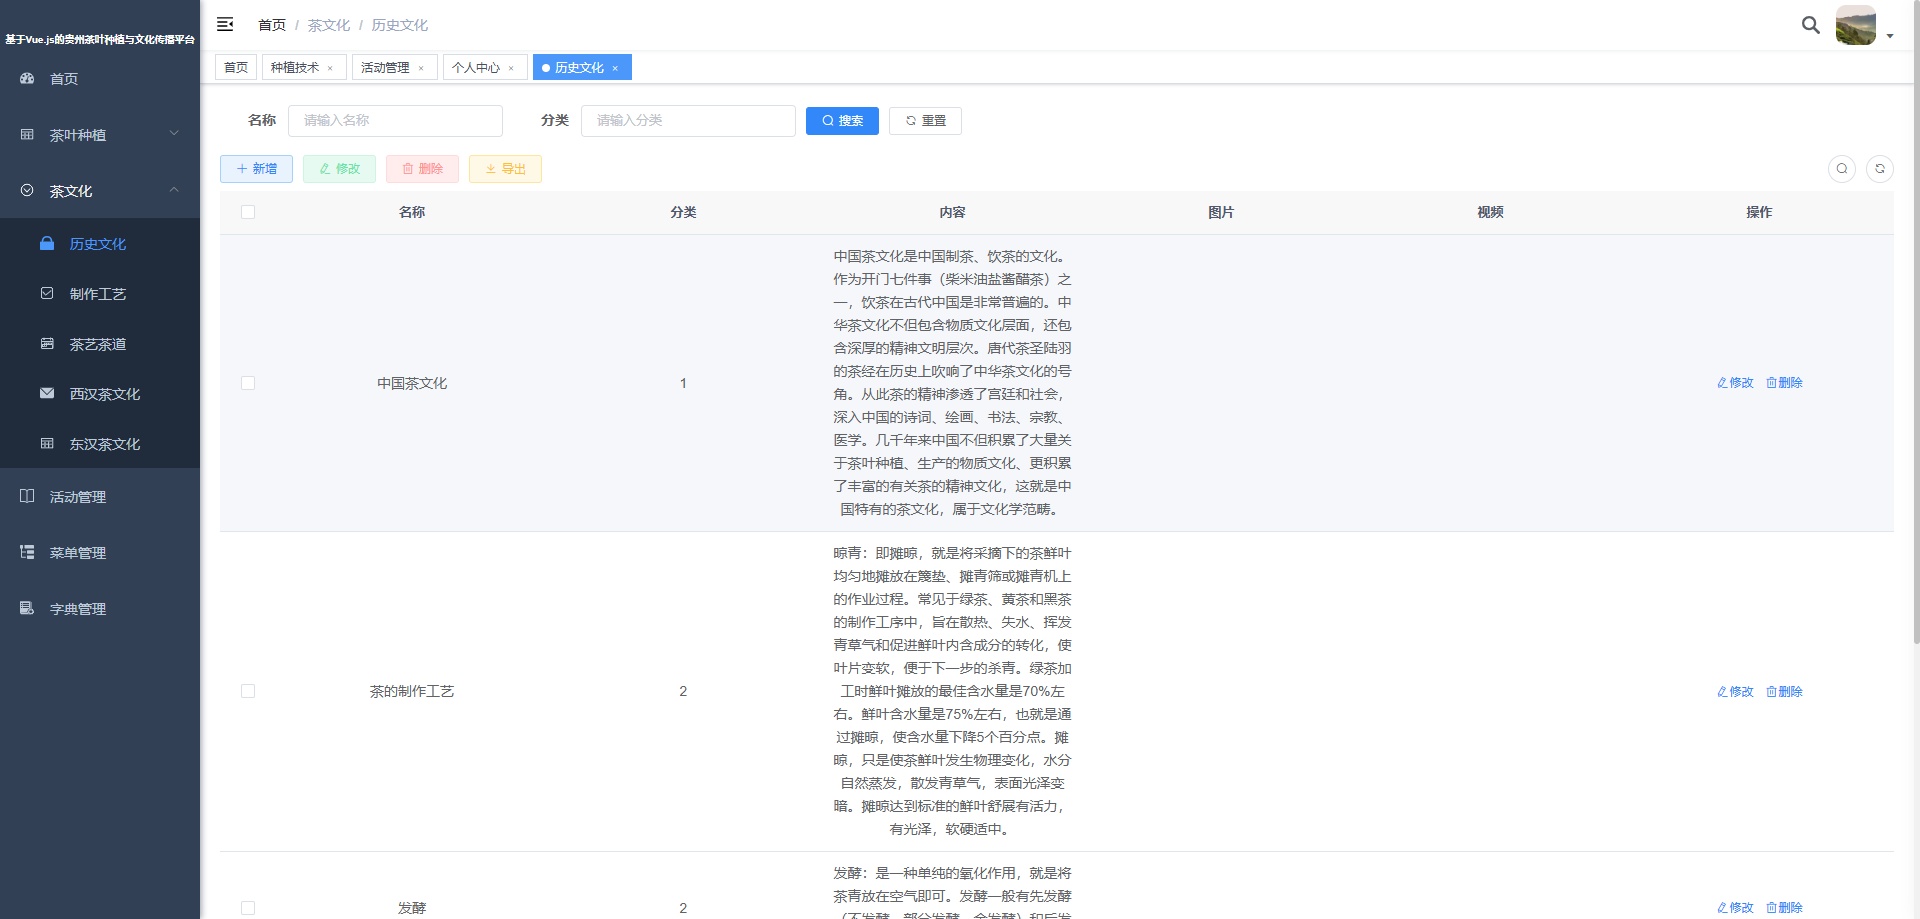 基于Vue.js的贵州茶叶种植与文化传播平台
首页
茶叶种植
茶文化
历史文化
制作工艺
茶艺茶道
西汉茶文化
东汉茶文化
活动管理
菜单管理
字典管理
首页 / 茶文化 / 历史文化
首页 种植技术 × 活动管理 × 个人中心 × 历史文化 ×
名称 请输入名称 分类 请输入分类 搜索 重置
新增 修改 删除 导出
名称 分类 内容 图片 视频 操作
中国茶文化 1
中国茶文化是中国制茶、饮茶的文化。
作为开门七件事（柴米油盐酱醋茶）之
一，饮茶在古代中国是非常普遍的。中
华茶文化不但包含物质文化层面，还包
含深厚的精神文明层次。唐代茶圣陆羽
的茶经在历史上吹响了中华茶文化的号
角。从此茶的精神渗透了宫廷和社会，
深入中国的诗词、绘画、书法、宗教、
医学。几千年来中国不但积累了大量关
于茶叶种植、生产的物质文化、更积累
了丰富的有关茶的精神文化，这就是中
国特有的茶文化，属于文化学范畴。
修改 删除
茶的制作工艺 2
晾青：即摊晾，就是将采摘下的茶鲜叶
均匀地摊放在篾垫、摊青筛或摊青机上
的作业过程。常见于绿茶、黄茶和黑茶
的制作工序中，旨在散热、失水、挥发
青草气和促进鲜叶内含成分的转化，使
叶片变软，便于下一步的杀青。绿茶加
工时鲜叶摊放的最佳含水量是70%左
右。鲜叶含水量是75%左右，也就是通
过摊晾，使含水量下降5个百分点。摊
晾，只是使茶鲜叶发生物理变化，水分
自然蒸发，散发青草气，表面光泽变
暗。摊晾达到标准的鲜叶舒展有活力，
有光泽，软硬适中。
修改 删除
发酵 2
发酵：是一种单纯的氧化作用，就是将
茶青放在空气即可。发酵一般有先发酵
（不发酵、部分发酵、全发酵）和后发
修改 删除